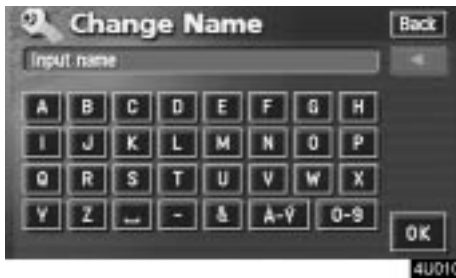 Change Name Back
Input name
A B C D E F G H
I J K L M N O P
Q R S T U V W X
Y Z ␣ - & À-Ý 0-9
OK
4U010